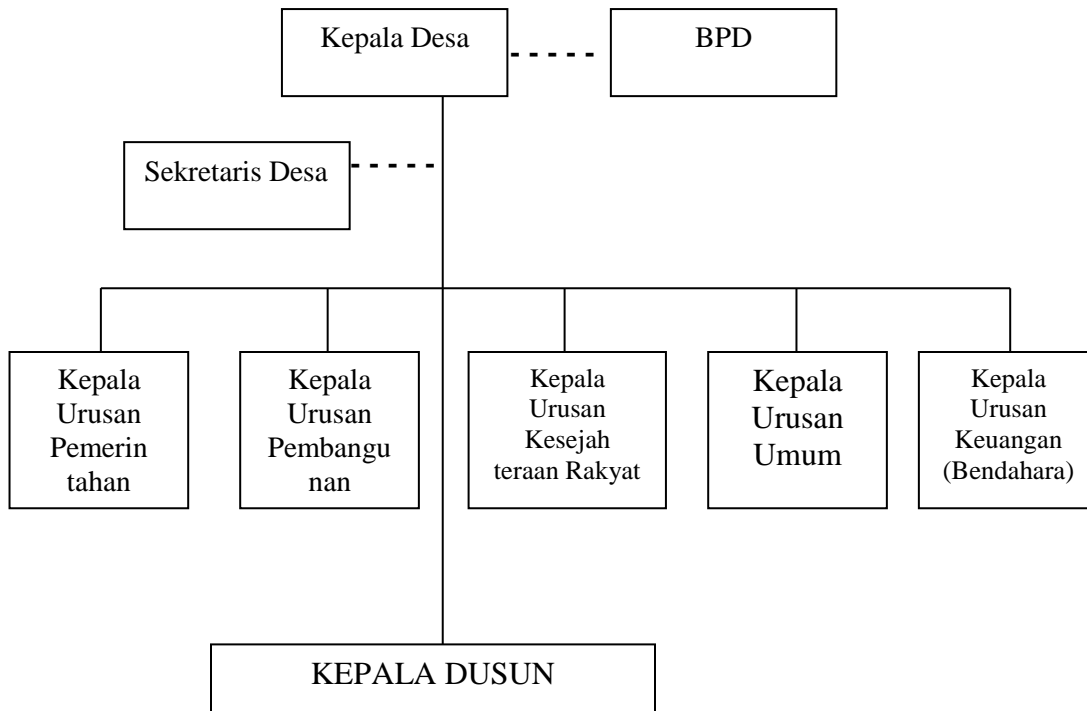 Kepala Desa
BPD
Sekretaris Desa
Kepala
Urusan
Pemerin
tahan
Kepala
Urusan
Pembangu
nan
Kepala
Urusan
Kesejah
teraan Rakyat
Kepala
Urusan
Umum
Kepala
Urusan
Keuangan
(Bendahara)
KEPALA DUSUN